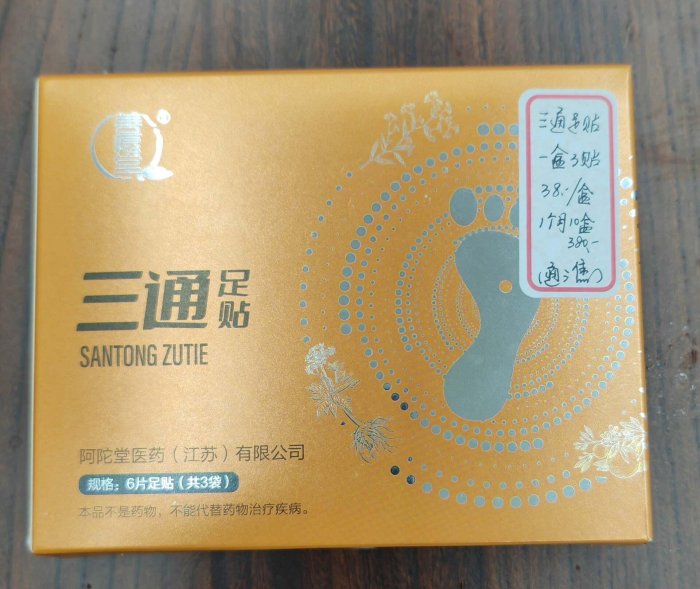 三通足贴
SANTONG ZUTIE
阿陀堂医药（江苏）有限公司
规格：6片足贴（共3袋）
本品不是药物，不能代替药物治疗疾病。
三通足贴
一盒3贴
38.-/盒
1个月10盒
380.-
(通三焦)